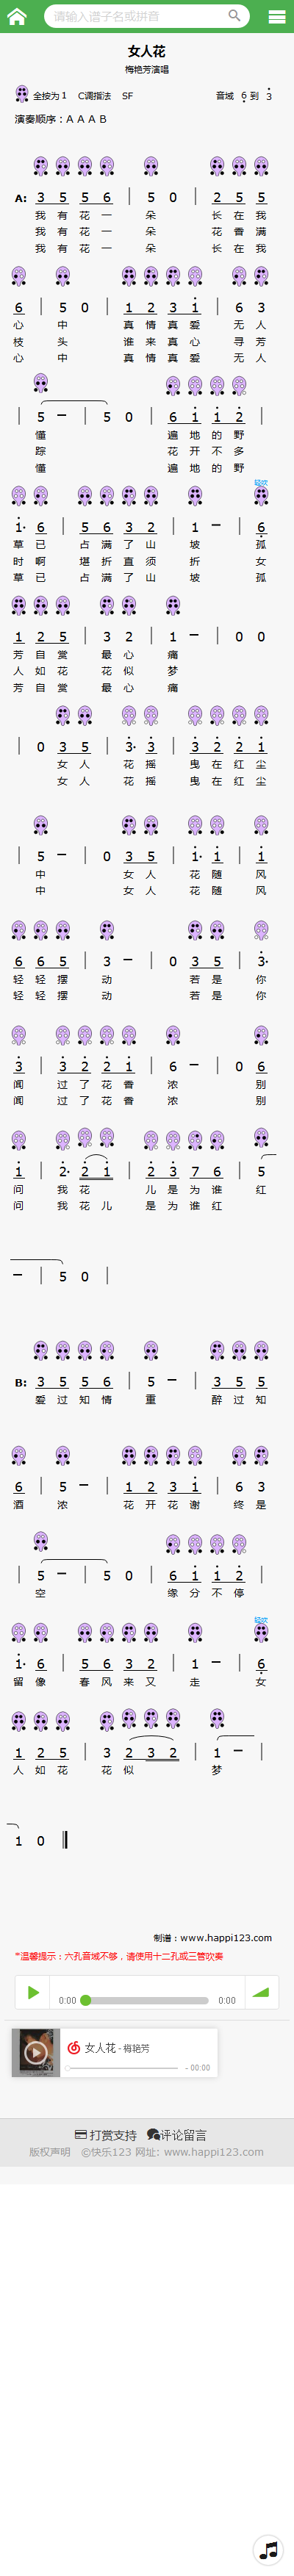 请输入谱子名或拼音
女人花
梅艳芳演唱
全按为1 C调指法 SF 音域 6̣ 到 3̇
演奏顺序：A A A B
A: 3 5 5 6 | 5 0 | 2 5 5
我 有 花 一 朵 长 在 我
我 有 花 一 朵 花 香 满
我 有 花 一 朵 长 在 我
6 | 5 0 | 1 2 3 1̇ | 6 3
心 中 真 情 真 爱 无 人
枝 头 谁 来 真 心 寻 芳
心 中 真 情 真 爱 无 人
| 5 － | 5 0 | 6 1̇ 1̇ 2̇ |
懂 遍 地 的 野
踪 花 开 不 多
懂 遍 地 的 野
轻吹
1̇· 6 | 5 6 3 2 | 1 － | 6̣
草 已 占 满 了 山 坡 孤
时 啊 堪 折 直 须 折 女
草 已 占 满 了 山 坡 孤
1 2 5 | 3 2 | 1 － | 0 0
芳 自 赏 最 心 痛
人 如 花 花 似 梦
芳 自 赏 最 心 痛
| 0 3 5 | 3̇· 3̇ | 3̇ 2̇ 2̇ 1̇
女 人 花 摇 曳 在 红 尘
女 人 花 摇 曳 在 红 尘
| 5 － | 0 3 5 | 1̇· 1̇ | 1̇
中 女 人 花 随 风
中 女 人 花 随 风
6 6 5 | 3 － | 0 3 5 | 3̇·
轻 轻 摆 动 若 是 你
轻 轻 摆 动 若 是 你
3̇ | 3̇ 2̇ 2̇ 1̇ | 6 － | 0 6
闻 过 了 花 香 浓 别
闻 过 了 花 香 浓 别
1̇ | 2̇· 2̇ 1̇ | 2̇ 3̇ 7 6 | 5
问 我 花 儿 是 为 谁 红
问 我 花 儿 是 为 谁 红
－ | 5 0 |
B: 3 5 5 6 | 5 － | 3 5 5
爱 过 知 情 重 醉 过 知
6 | 5 － | 1 2 3 1̇ | 6 3
酒 浓 花 开 花 谢 终 是
| 5 － | 5 0 | 6 1̇ 1̇ 2̇ |
空 缘 分 不 停
轻吹
1̇· 6 | 5 6 3 2 | 1 － | 6̣
留 像 春 风 来 又 走 女
1 2 5 | 3 2 3 2 | 1 － |
人 如 花 花 似 梦
1 0 ‖
制谱：www.happi123.com
*温馨提示：六孔音域不够，请使用十二孔或三管吹奏
0:00 0:00
女人花 - 梅艳芳
- 00:00
打赏支持 评论留言
版权声明 ©快乐123 网址: www.happi123.com